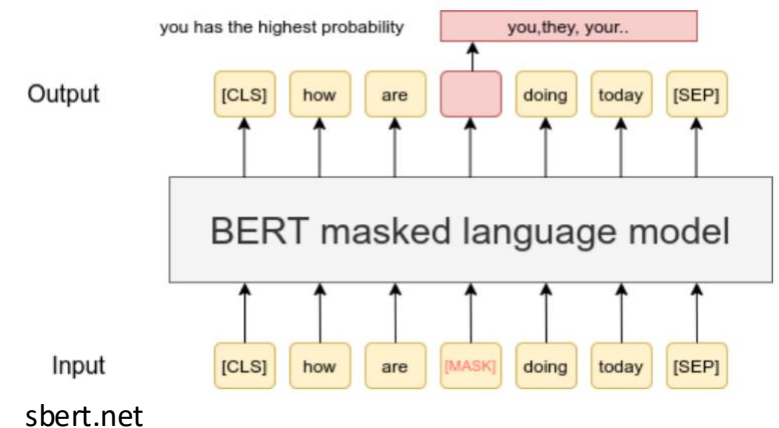 you has the highest probability
you,they, your..
Output
[CLS] how are doing today [SEP]
BERT masked language model
Input
[CLS] how are [MASK] doing today [SEP]
sbert.net